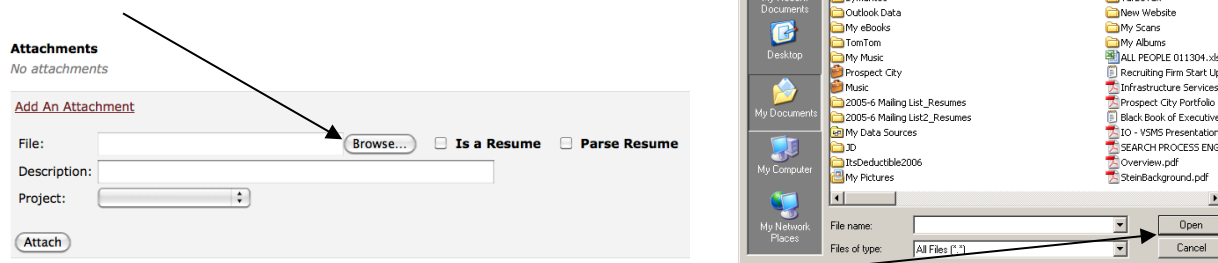 Attachments
No attachments
Add An Attachment
File:
Browse...
Is a Resume
Parse Resume
Description:
Project:
Attach
Documents
Desktop
My Documents
My Computer
My Network
Places
Outlook Data
My eBooks
TomTom
My Music
Prospect City
Music
2005-6 Mailing List_Resumes
2005-6 Mailing List2_Resumes
My Data Sources
JD
ItsDeductible2006
My Pictures
New Website
My Scans
My Albums
ALL PEOPLE 011304.xls
Recruiting Firm Start Up
Infrastructure Services
Prospect City Portfolio
Black Book of Executive
IO - VSMS Presentation
SEARCH PROCESS ENG
Overview.pdf
SteinBackground.pdf
File name:
Open
Files of type:
All Files (*.*)
Cancel